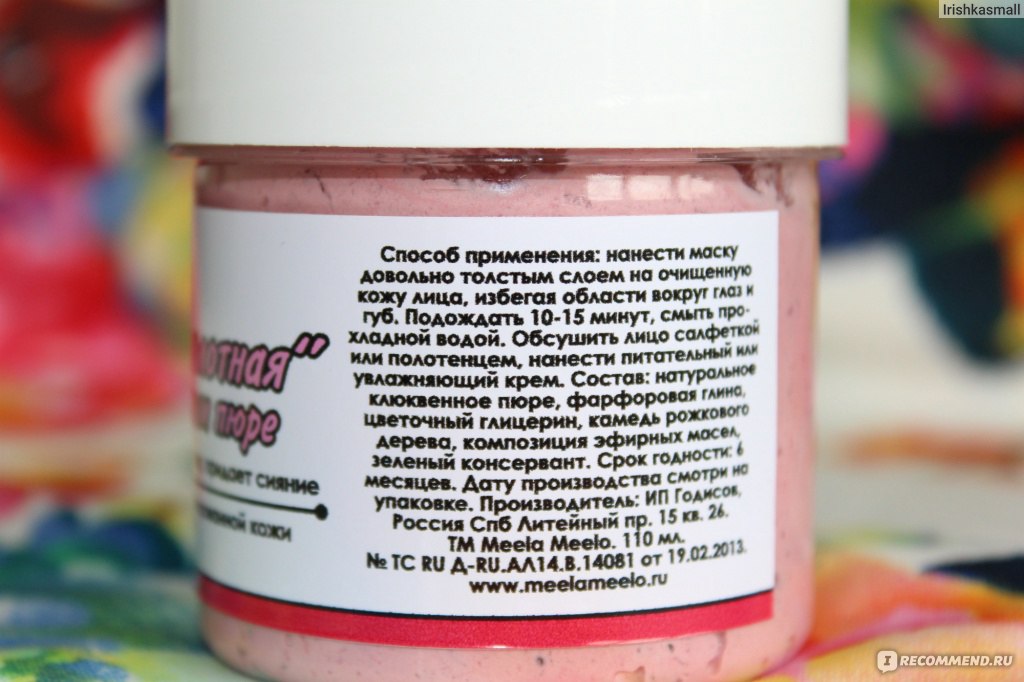 Irishkasmall
Способ применения: нанести маску
довольно толстым слоем на очищенную
кожу лица, избегая области вокруг глаз и
губ. Подождать 10-15 минут, смыть про-
хладной водой. Обсушить лицо салфеткой
или полотенцем, нанести питательный или
увлажняющий крем. Состав: натуральное
клюквенное пюре, фарфоровая глина,
цветочный глицерин, камедь рожкового
дерева, композиция эфирных масел,
зеленый консервант. Срок годности: 6
месяцев. Дату производства смотри на
упаковке. Производитель: ИП Годисов,
Россия Спб Литейный пр. 15 кв. 26.
ТМ Meela Meelo. 110 мл.
№ ТС RU Д-RU.АЛ14.В.14081 от 19.02.2013.
www.meelameelo.ru
пюре
сияние
кожи
I RECOMMEND.RU